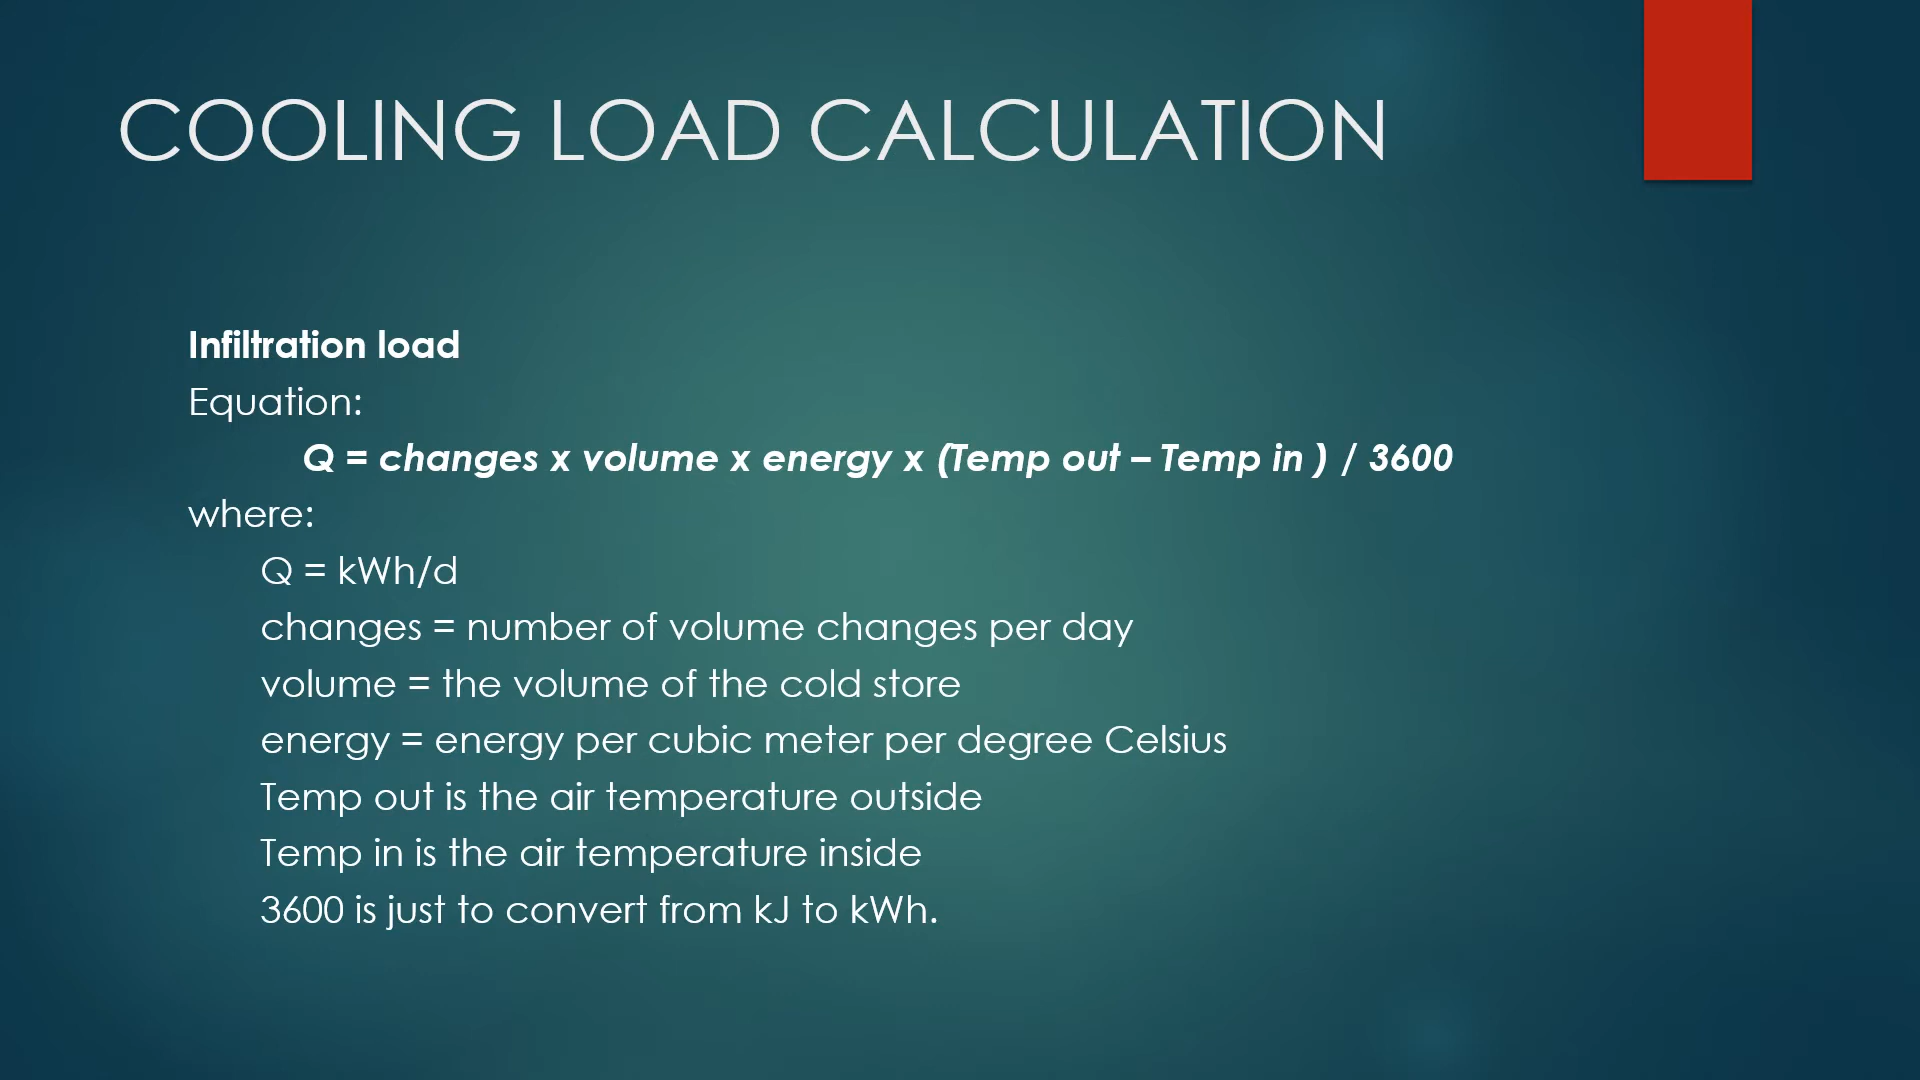 COOLING LOAD CALCULATION
Infiltration load
Equation:
Q = changes x volume x energy x (Temp out – Temp in ) / 3600
where:
Q = kWh/d
changes = number of volume changes per day
volume = the volume of the cold store
energy = energy per cubic meter per degree Celsius
Temp out is the air temperature outside
Temp in is the air temperature inside
3600 is just to convert from kJ to kWh.